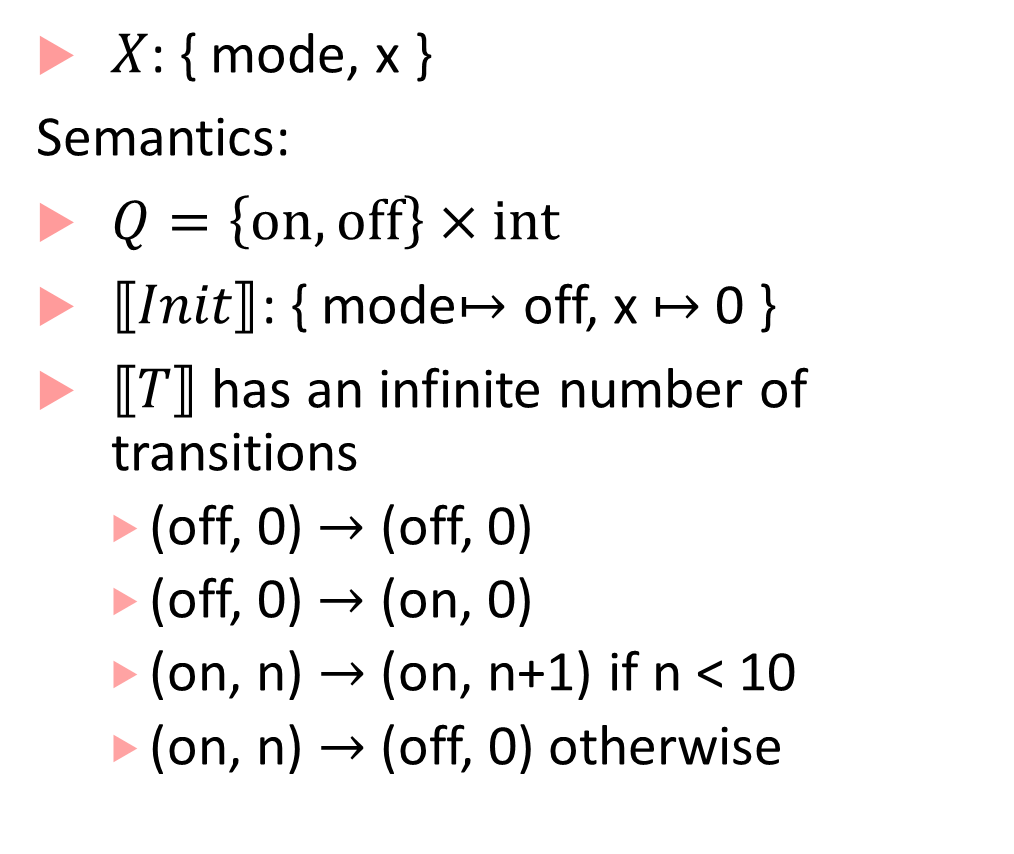 ▶ X: { mode, x }
Semantics:
▶ Q = {on, off} × int
▶ ⟦Init⟧: { mode↦ off, x ↦ 0 }
▶ ⟦T⟧ has an infinite number of
transitions
▶ (off, 0) → (off, 0)
▶ (off, 0) → (on, 0)
▶ (on, n) → (on, n+1) if n < 10
▶ (on, n) → (off, 0) otherwise